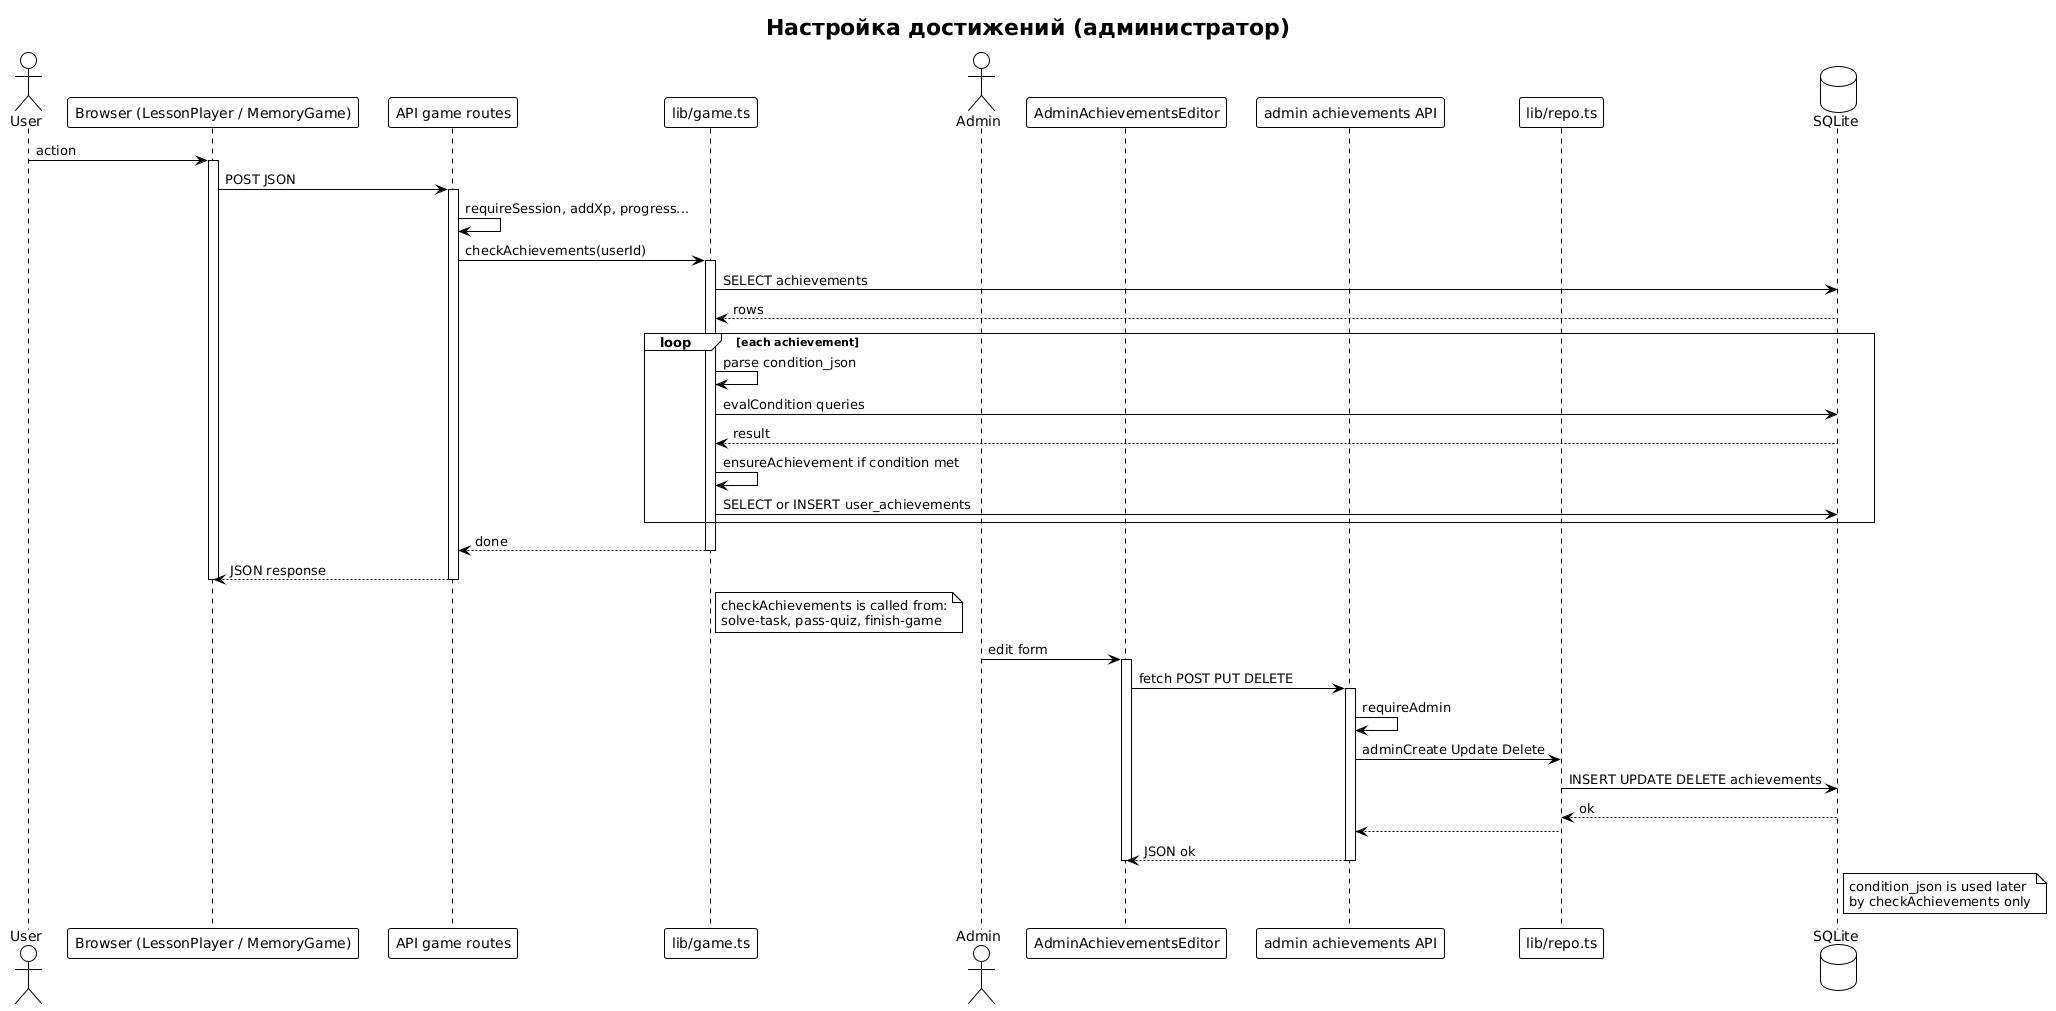 Настройка достижений (администратор)
User
Browser (LessonPlayer / MemoryGame)
API game routes
lib/game.ts
Admin
AdminAchievementsEditor
admin achievements API
lib/repo.ts
SQLite
action
POST JSON
requireSession, addXp, progress...
checkAchievements(userId)
SELECT achievements
rows
loop
[each achievement]
parse condition_json
evalCondition queries
result
ensureAchievement if condition met
SELECT or INSERT user_achievements
done
JSON response
checkAchievements is called from:
solve-task, pass-quiz, finish-game
edit form
fetch POST PUT DELETE
requireAdmin
adminCreate Update Delete
INSERT UPDATE DELETE achievements
ok
JSON ok
condition_json is used later
by checkAchievements only
User
Browser (LessonPlayer / MemoryGame)
API game routes
lib/game.ts
Admin
AdminAchievementsEditor
admin achievements API
lib/repo.ts
SQLite